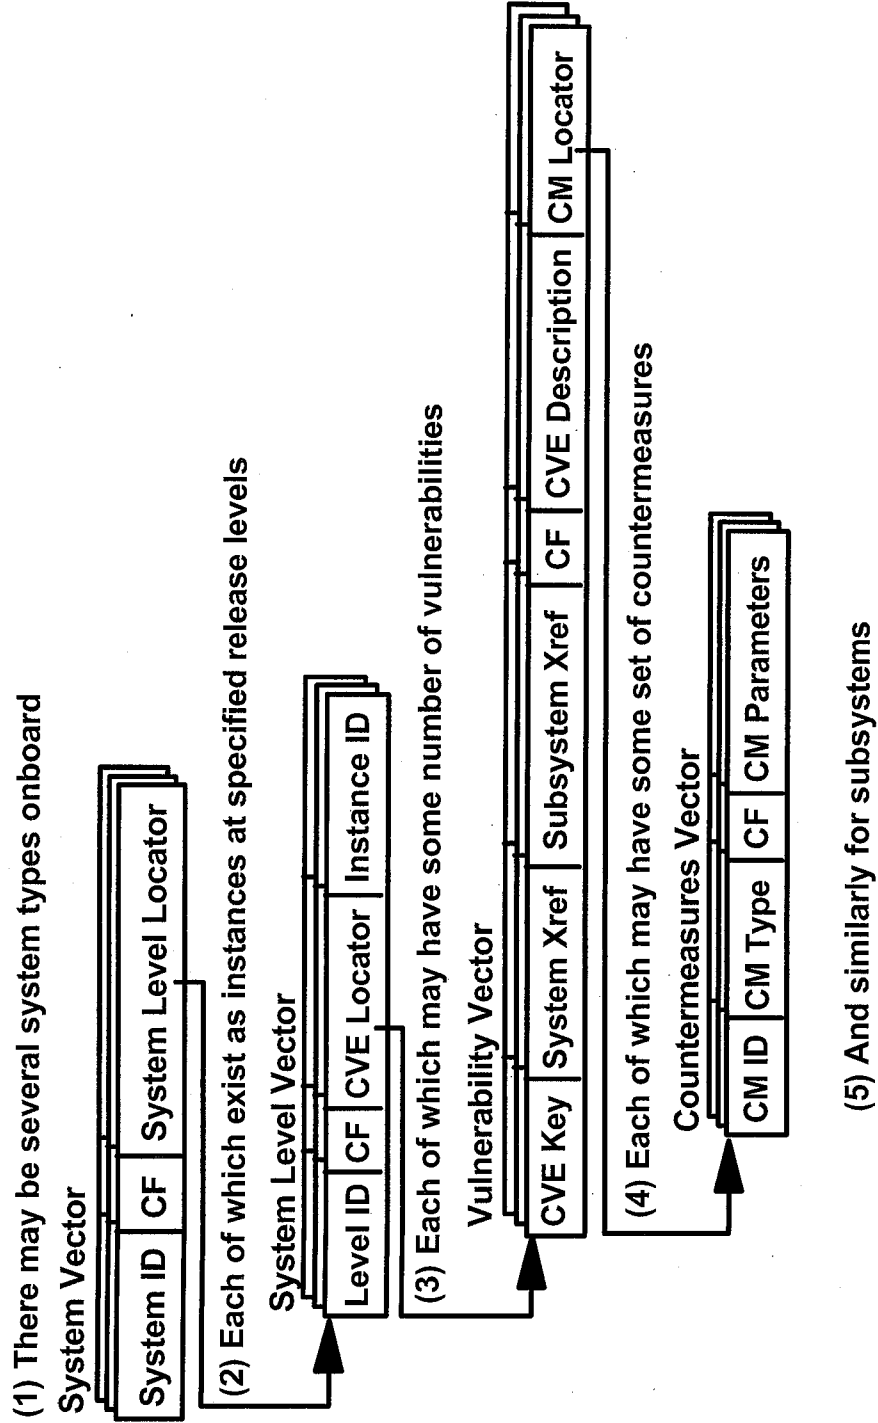 (1) There may be several system types onboard
System Vector
System ID CF System Level Locator
(2) Each of which exist as instances at specified release levels
System Level Vector
Level ID CF CVE Locator Instance ID
(3) Each of which may have some number of vulnerabilities
Vulnerability Vector
CVE Key System Xref Subsystem Xref CF CVE Description CM Locator
(4) Each of which may have some set of countermeasures
Countermeasures Vector
CM ID CM Type CF CM Parameters
(5) And similarly for subsystems